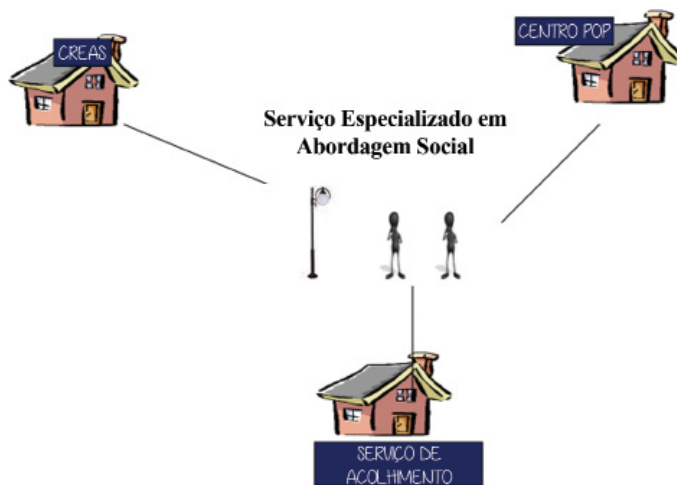 CREAS
CENTRO POP
Serviço Especializado em
Abordagem Social
SERVIÇO DE
ACOLHIMENTO